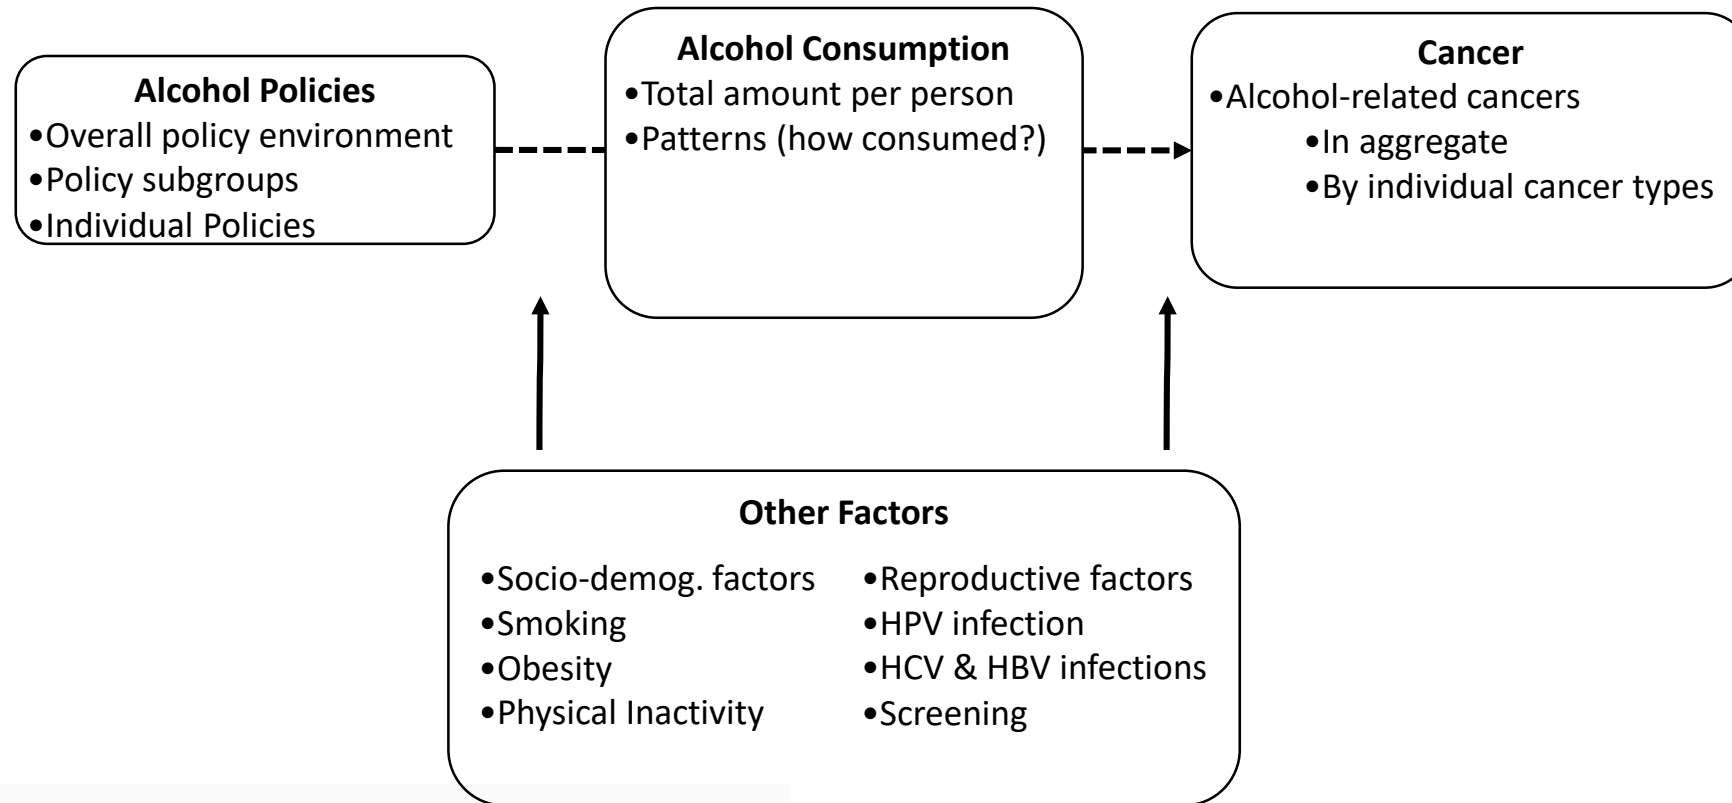 Alcohol Policies
•Overall policy environment
•Policy subgroups
•Individual Policies
Alcohol Consumption
•Total amount per person
•Patterns (how consumed?)
Cancer
•Alcohol-related cancers
•In aggregate
•By individual cancer types
Other Factors
•Socio-demog. factors
•Smoking
•Obesity
•Physical Inactivity
•Reproductive factors
•HPV infection
•HCV & HBV infections
•Screening